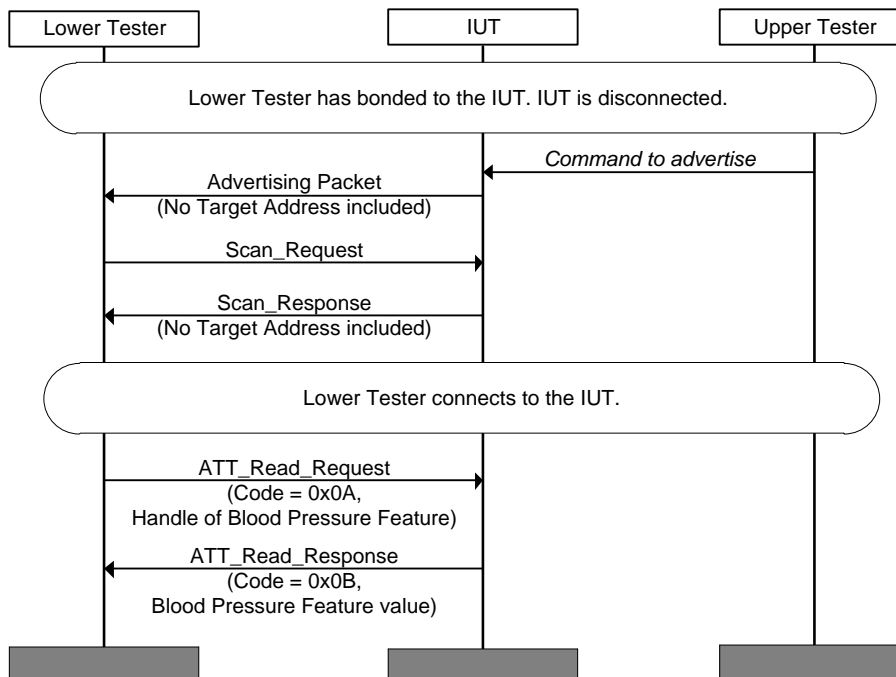 Lower Tester
IUT
Upper Tester
Lower Tester has bonded to the IUT. IUT is disconnected.
Command to advertise
Advertising Packet
(No Target Address included)
Scan_Request
Scan_Response
(No Target Address included)
Lower Tester connects to the IUT.
ATT_Read_Request
(Code = 0x0A,
Handle of Blood Pressure Feature)
ATT_Read_Response
(Code = 0x0B,
Blood Pressure Feature value)